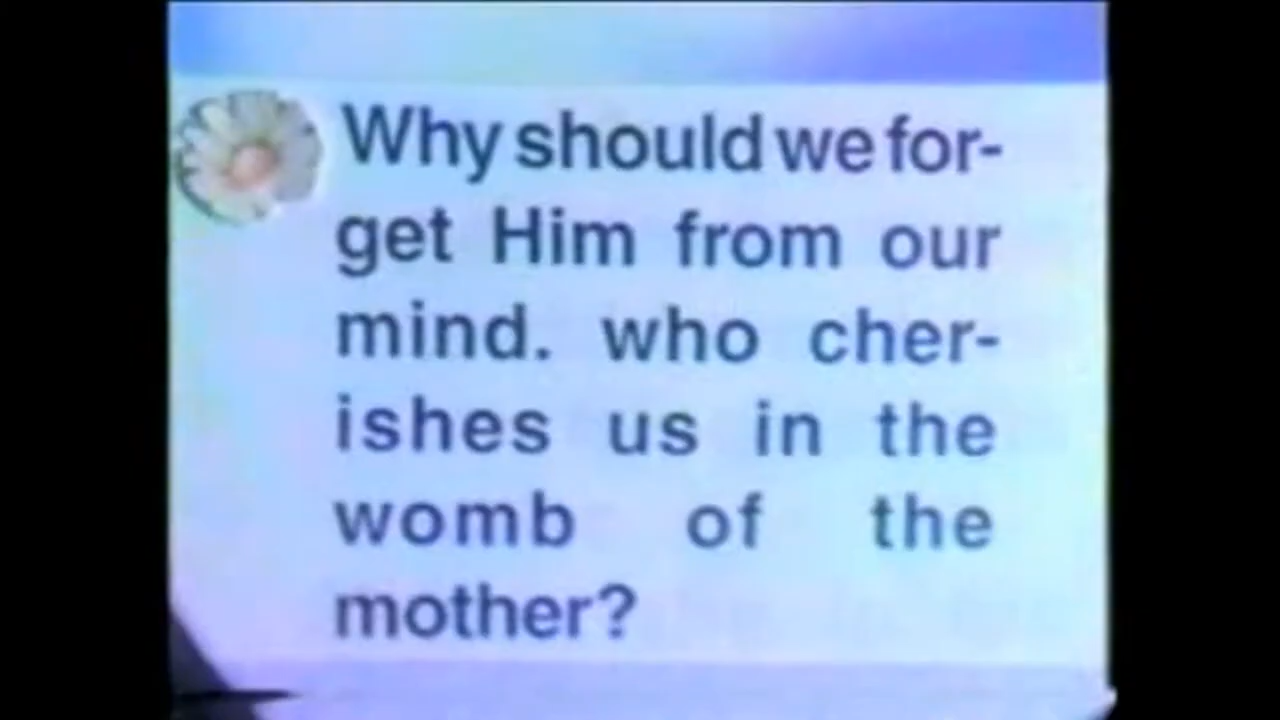 Why should we for-
get Him from our
mind. who cher-
ishes us in the
womb of the
mother?